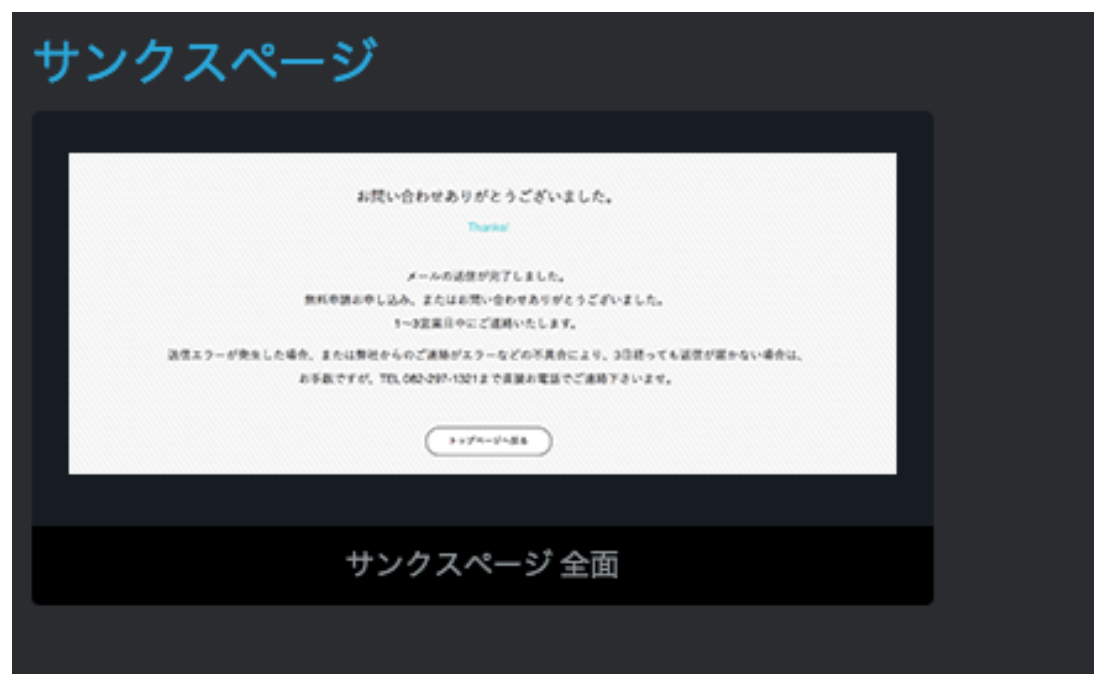 サンクスページ
お問い合わせありがとうございました。
Thanks!
メールの送信が完了しました。
無料申請お申し込み、またはお問い合わせありがとうございました。
1〜3営業日中にご連絡いたします。
送信エラーが発生した場合、または弊社からのご連絡がエラーなどの不具合により、3日経っても返信が届かない場合は、
お手数ですが、TEL 082-297-1321まで直接お電話でご連絡下さいませ。
トップページへ戻る
サンクスページ 全面